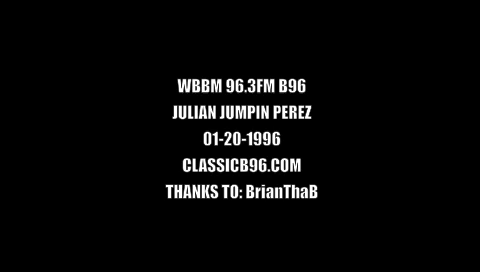 WBBM 96.3FM B96
JULIAN JUMPIN PEREZ
01-20-1996
CLASSICB96.COM
THANKS TO: BrianThaB